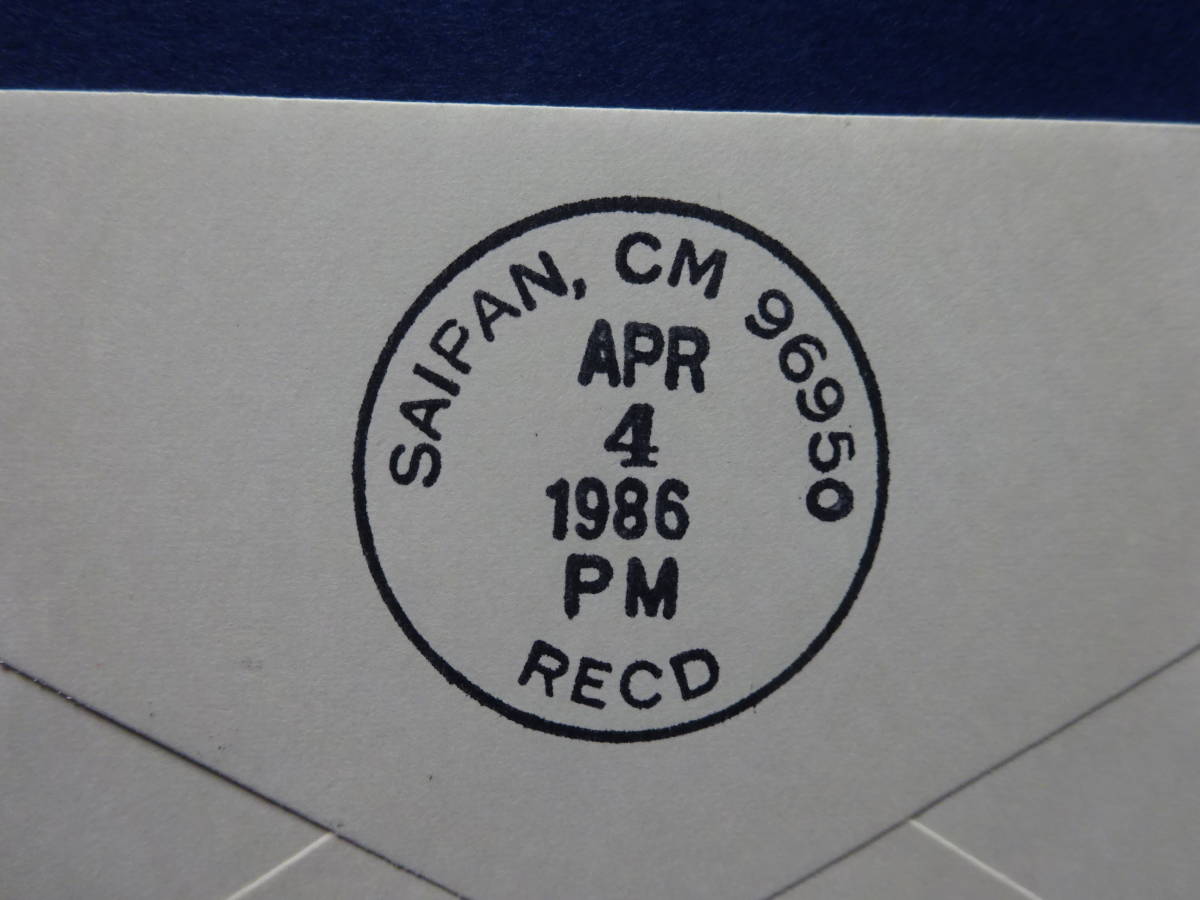 SAIPAN, CM 96950
APR
4
1986
PM
RECD